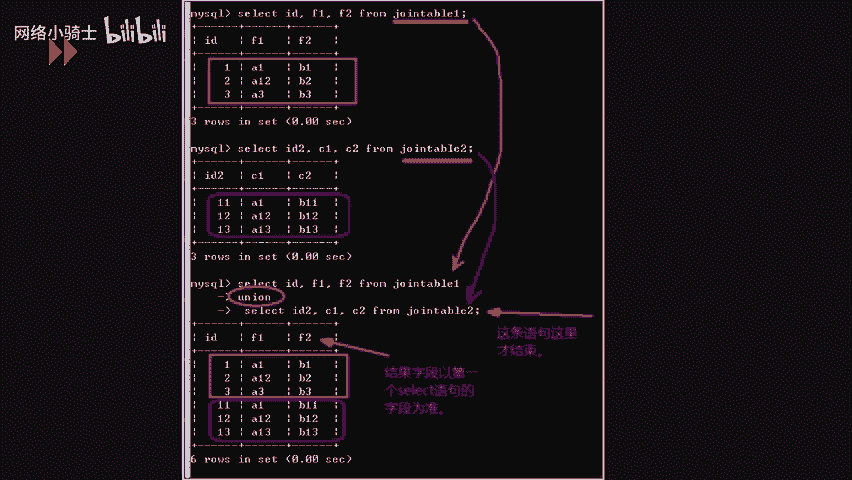 网络小骑士 bilibili
mysql> select id, f1, f2 from jointable1;
| id | f1 | f2 |
| 1 | a1 | b1 |
| 2 | a12 | b2 |
| 3 | a3 | b3 |
3 rows in set (0.00 sec)
mysql> select id2, c1, c2 from jointable2;
| id2 | c1 | c2 |
| 11 | a1 | b11 |
| 12 | a12 | b12 |
| 13 | a13 | b13 |
3 rows in set (0.00 sec)
mysql> select id, f1, f2 from jointable1
-> union
-> select id2, c1, c2 from jointable2;
这条语句这里
才结束。
| id | f1 | f2 |
| 1 | a1 | b1 |
| 2 | a12 | b2 |
| 3 | a3 | b3 |
| 11 | a1 | b11 |
| 12 | a12 | b12 |
| 13 | a13 | b13 |
结果字段以第一
个select语句的
字段为准。
6 rows in set (0.00 sec)